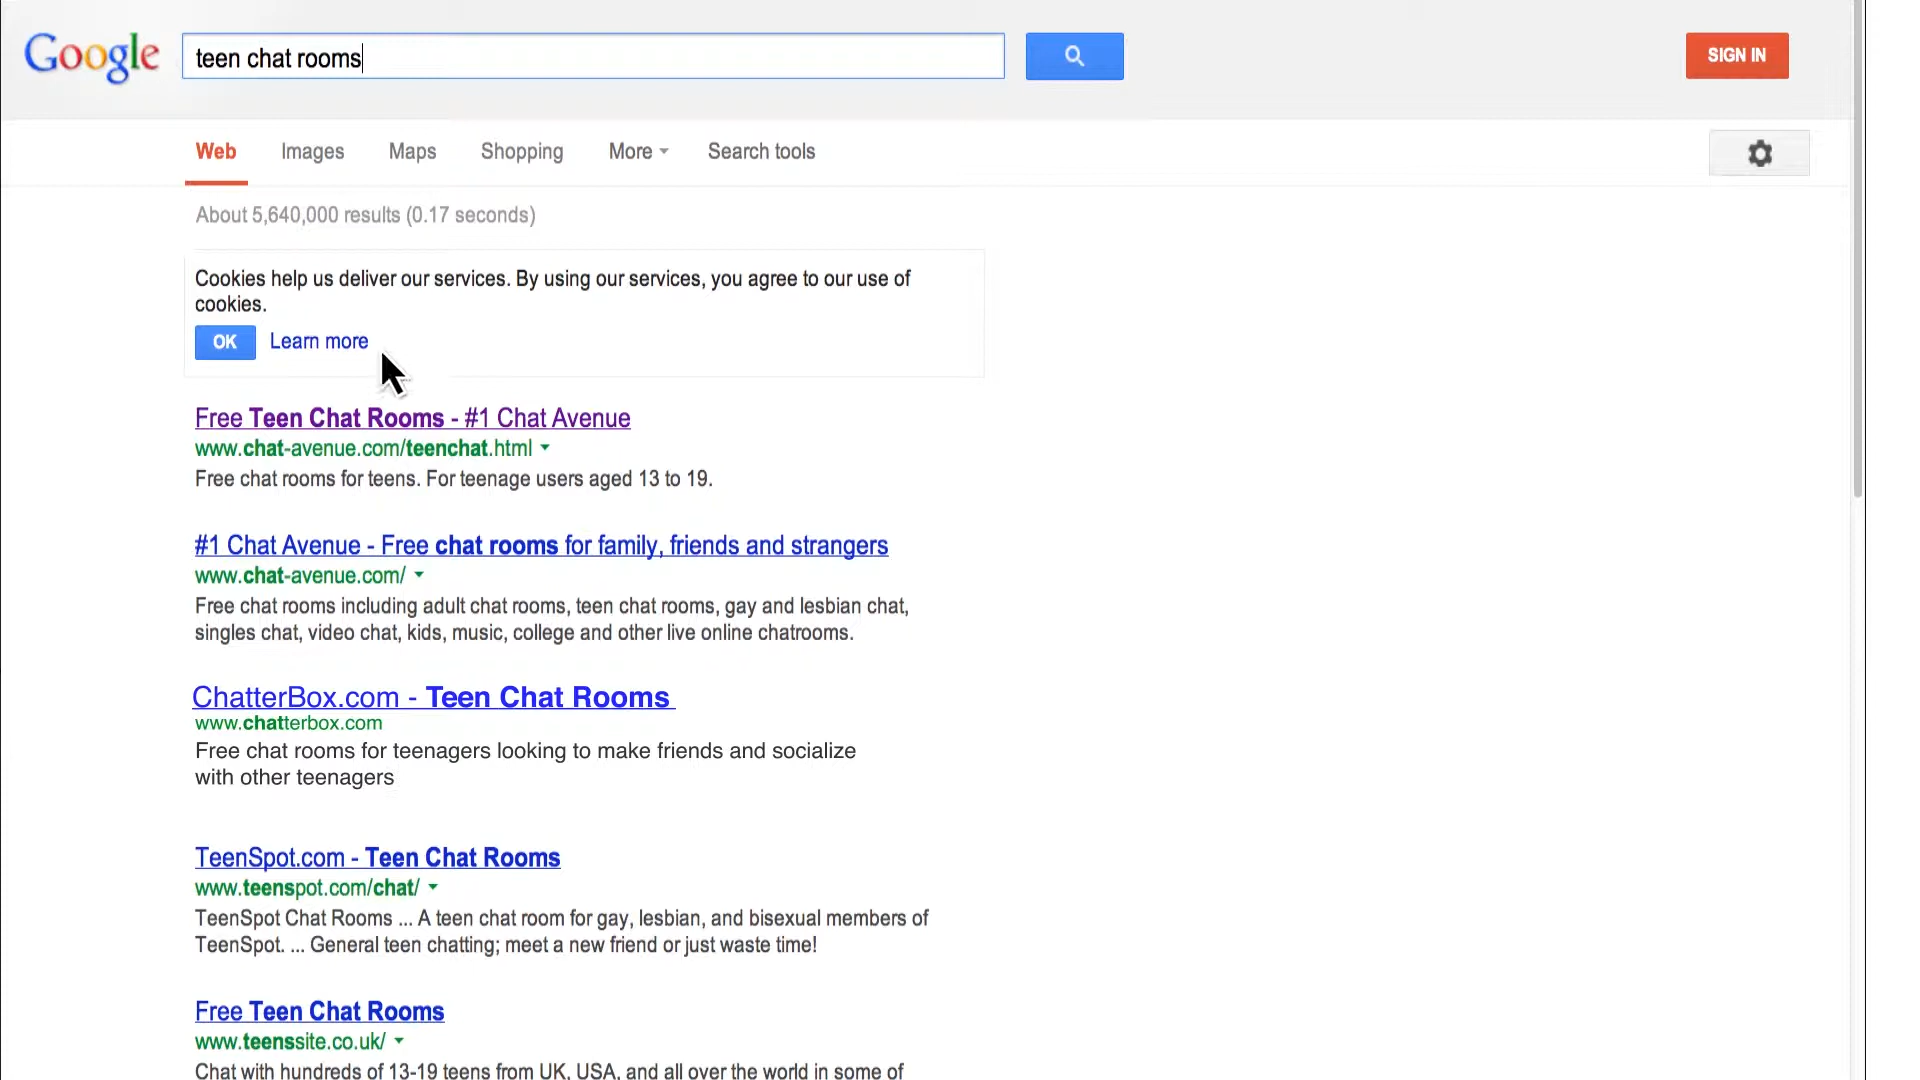 Google
teen chat rooms
SIGN IN
Web Images Maps Shopping More Search tools
About 5,640,000 results (0.17 seconds)
Cookies help us deliver our services. By using our services, you agree to our use of
cookies.
OK Learn more
Free Teen Chat Rooms - #1 Chat Avenue
www.chat-avenue.com/teenchat.html
Free chat rooms for teens. For teenage users aged 13 to 19.
#1 Chat Avenue - Free chat rooms for family, friends and strangers
www.chat-avenue.com/
Free chat rooms including adult chat rooms, teen chat rooms, gay and lesbian chat,
singles chat, video chat, kids, music, college and other live online chatrooms.
ChatterBox.com - Teen Chat Rooms
www.chatterbox.com
Free chat rooms for teenagers looking to make friends and socialize
with other teenagers
TeenSpot.com - Teen Chat Rooms
www.teenspot.com/chat/
TeenSpot Chat Rooms ... A teen chat room for gay, lesbian, and bisexual members of
TeenSpot. ... General teen chatting; meet a new friend or just waste time!
Free Teen Chat Rooms
www.teenssite.co.uk/
Chat with hundreds of 13-19 teens from UK, USA, and all over the world in some of